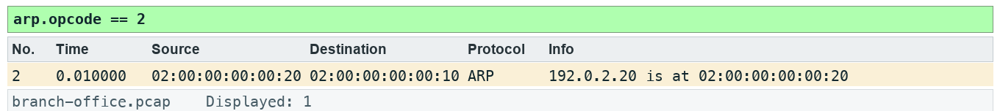 arp.opcode == 2
No. Time Source Destination Protocol Info
2 0.010000 02:00:00:00:00:20 02:00:00:00:00:10 ARP 192.0.2.20 is at 02:00:00:00:00:20
branch-office.pcap Displayed: 1